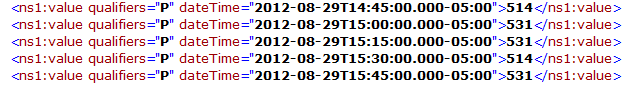 <ns1:value qualifiers="P" dateTime="2012-08-29T14:45:00.000-05:00">514</ns1:value>
<ns1:value qualifiers="P" dateTime="2012-08-29T15:00:00.000-05:00">531</ns1:value>
<ns1:value qualifiers="P" dateTime="2012-08-29T15:15:00.000-05:00">531</ns1:value>
<ns1:value qualifiers="P" dateTime="2012-08-29T15:30:00.000-05:00">514</ns1:value>
<ns1:value qualifiers="P" dateTime="2012-08-29T15:45:00.000-05:00">531</ns1:value>